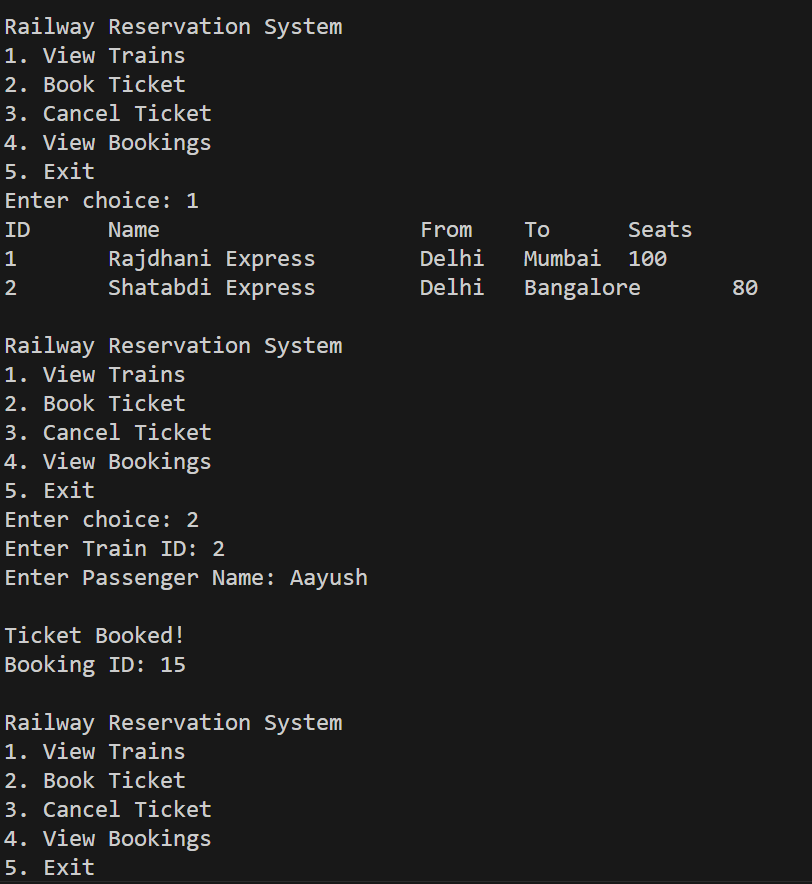 Railway Reservation System
1. View Trains
2. Book Ticket
3. Cancel Ticket
4. View Bookings
5. Exit
Enter choice: 1
ID      Name                    From    To      Seats
1       Rajdhani Express        Delhi   Mumbai  100
2       Shatabdi Express        Delhi   Bangalore       80

Railway Reservation System
1. View Trains
2. Book Ticket
3. Cancel Ticket
4. View Bookings
5. Exit
Enter choice: 2
Enter Train ID: 2
Enter Passenger Name: Aayush

Ticket Booked!
Booking ID: 15

Railway Reservation System
1. View Trains
2. Book Ticket
3. Cancel Ticket
4. View Bookings
5. Exit